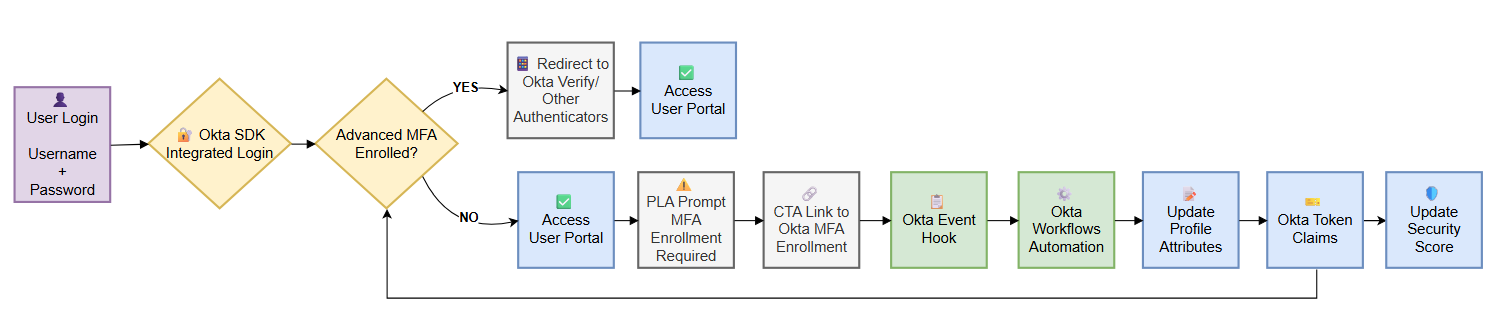 User Login
Username
+
Password
Okta SDK
Integrated Login
Advanced MFA
Enrolled?
YES
Redirect to
Okta Verify/
Other
Authenticators
Access
User Portal
NO
Access
User Portal
PLA Prompt
MFA
Enrollment
Required
CTA Link to
Okta MFA
Enrollment
Okta Event
Hook
Okta
Workflows
Automation
Update
Profile
Attributes
Okta Token
Claims
Update
Security
Score